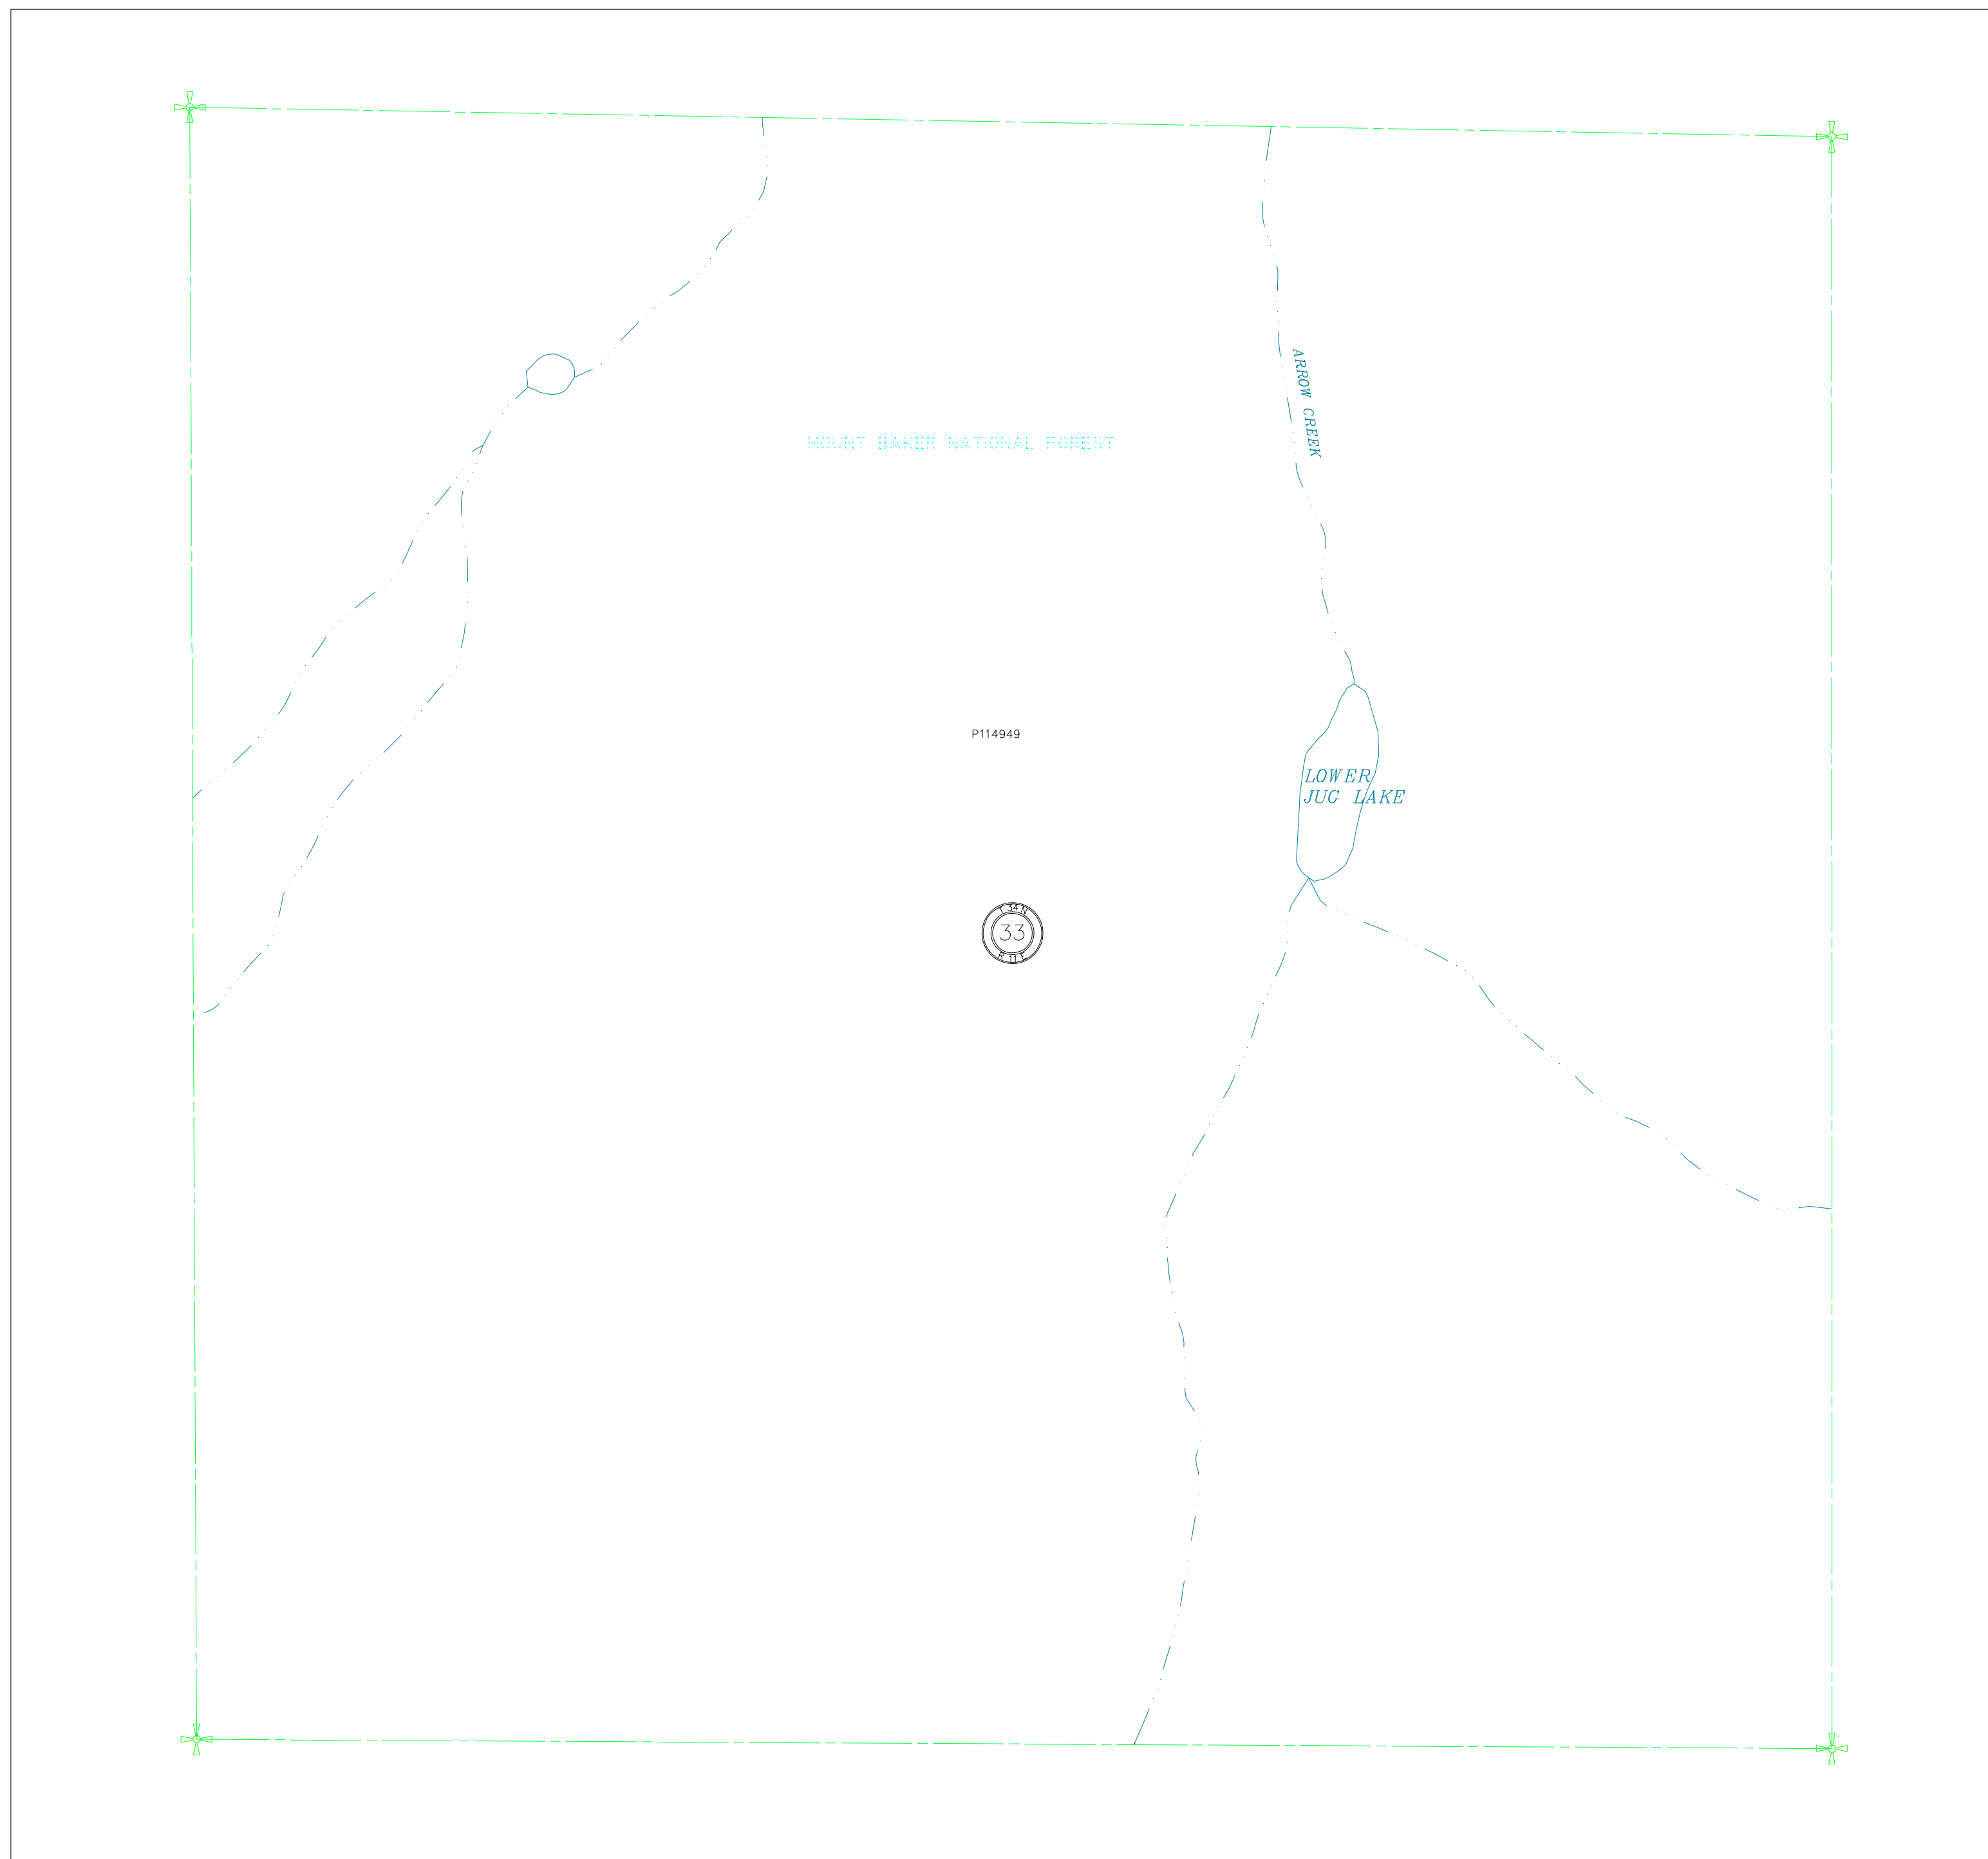 ARROW CREEK
MOUNT BAKER NATIONAL FOREST
P114949
LOWER
JUG LAKE
T 34 N
33
R 11 E